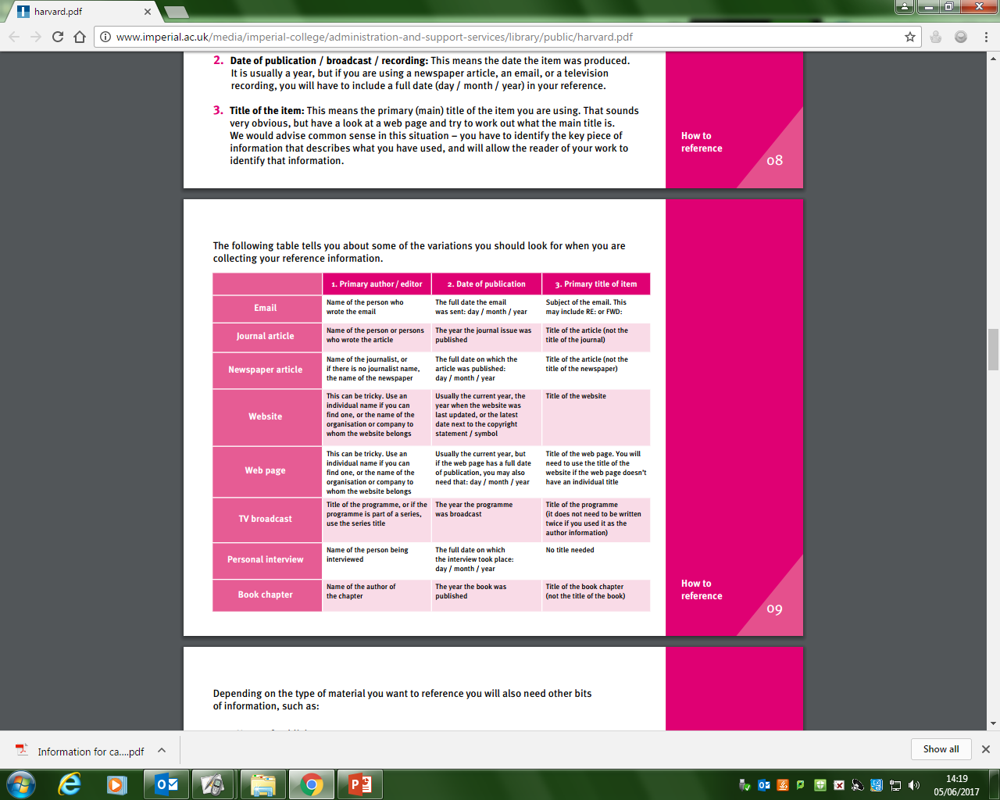 harvard.pdf
www.imperial.ac.uk/media/imperial-college/administration-and-support-services/library/public/harvard.pdf
2. Date of publication / broadcast / recording: This means the date the item was produced.
It is usually a year, but if you are using a newspaper article, an email, or a television
recording, you will have to include a full date (day / month / year) in your reference.
3. Title of the item: This means the primary (main) title of the item you are using. That sounds
very obvious, but have a look at a web page and try to work out what the main title is.
We would advise common sense in this situation – you have to identify the key piece of
information that describes what you have used, and will allow the reader of your work to
identify that information.
How to
reference
08
The following table tells you about some of the variations you should look for when you are
collecting your reference information.
1. Primary author / editor
2. Date of publication
3. Primary title of item
Email
Name of the person who
wrote the email
The full date the email
was sent: day / month / year
Subject of the email. This
may include RE: or FWD:
Journal article
Name of the person or persons
who wrote the article
The year the journal issue was
published
Title of the article (not the
title of the journal)
Newspaper article
Name of the journalist, or
if there is no journalist name,
the name of the newspaper
The full date on which the
article was published:
day / month / year
Title of the article (not the
title of the newspaper)
Website
This can be tricky. Use an
individual name if you can
find one, or the name of the
organisation or company to
whom the website belongs
Usually the current year, the
year when the website was
last updated, or the latest
date next to the copyright
statement / symbol
Title of the website
Web page
This can be tricky. Use an
individual name if you can
find one, or the name of the
organisation or company to
whom the website belongs
Usually the current year, but
if the web page has a full date
of publication, you may also
need that: day / month / year
Title of the web page. You will
need to use the title of the
website if the web page doesn't
have an individual title
TV broadcast
Title of the programme, or if the
programme is part of a series,
use the series title
The year the programme
was broadcast
Title of the programme
(it does not need to be written
twice if you used it as the
author information)
Personal interview
Name of the person being
interviewed
The full date on which
the interview took place:
day / month / year
No title needed
Book chapter
Name of the author of
the chapter
The year the book was
published
Title of the book chapter
(not the title of the book)
How to
reference
09
Depending on the type of material you want to reference you will also need other bits
of information, such as:
Information for ca....pdf
Show all
14:19
05/06/2017